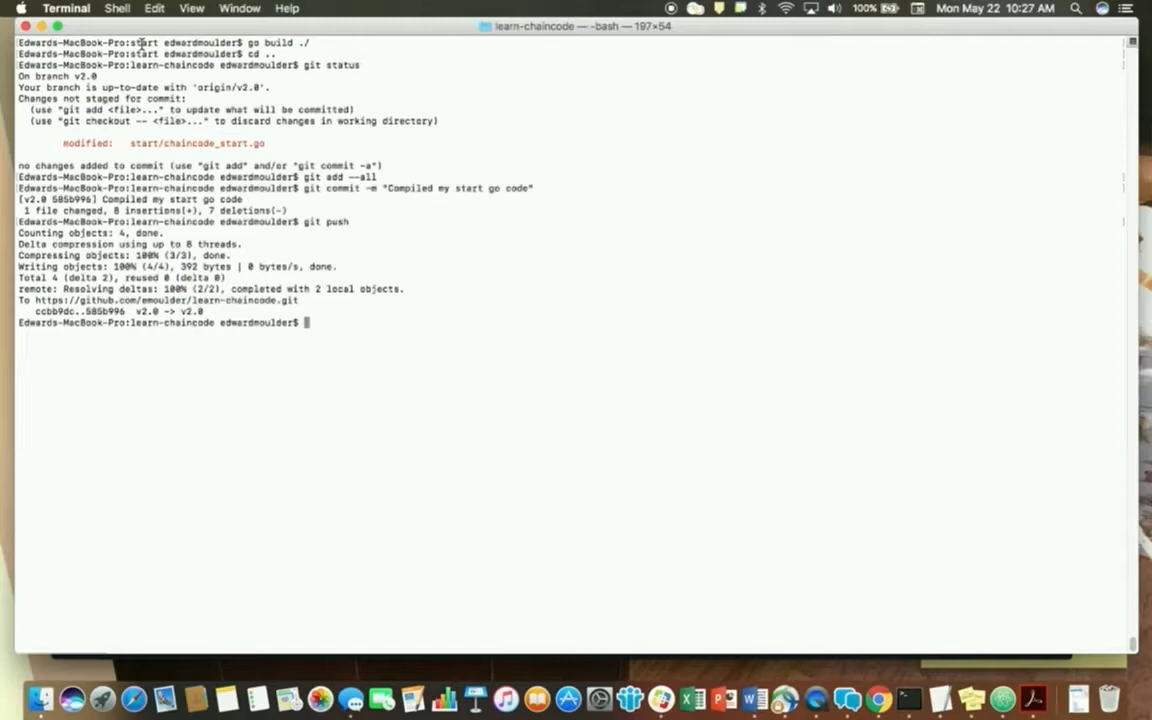 Terminal Shell Edit View Window Help 100% Mon May 22 10:27 AM
learn-chaincode — -bash — 197×54
Edwards-MacBook-Pro:start edwardmoulder$ go build ./
Edwards-MacBook-Pro:start edwardmoulder$ cd ..
Edwards-MacBook-Pro:learn-chaincode edwardmoulder$ git status
On branch v2.0
Your branch is up-to-date with 'origin/v2.0'.
Changes not staged for commit:
(use "git add <file>..." to update what will be committed)
(use "git checkout -- <file>..." to discard changes in working directory)
modified: start/chaincode_start.go
no changes added to commit (use "git add" and/or "git commit -a")
Edwards-MacBook-Pro:learn-chaincode edwardmoulder$ git add --all
Edwards-MacBook-Pro:learn-chaincode edwardmoulder$ git commit -m "Compiled my start go code"
[v2.0 585b996] Compiled my start go code
1 file changed, 8 insertions(+), 7 deletions(-)
Edwards-MacBook-Pro:learn-chaincode edwardmoulder$ git push
Counting objects: 4, done.
Delta compression using up to 8 threads.
Compressing objects: 100% (3/3), done.
Writing objects: 100% (4/4), 392 bytes | 0 bytes/s, done.
Total 4 (delta 2), reused 0 (delta 0)
remote: Resolving deltas: 100% (2/2), completed with 2 local objects.
To https://github.com/emoulder/learn-chaincode.git
ccbb9dc..585b996 v2.0 -> v2.0
Edwards-MacBook-Pro:learn-chaincode edwardmoulder$